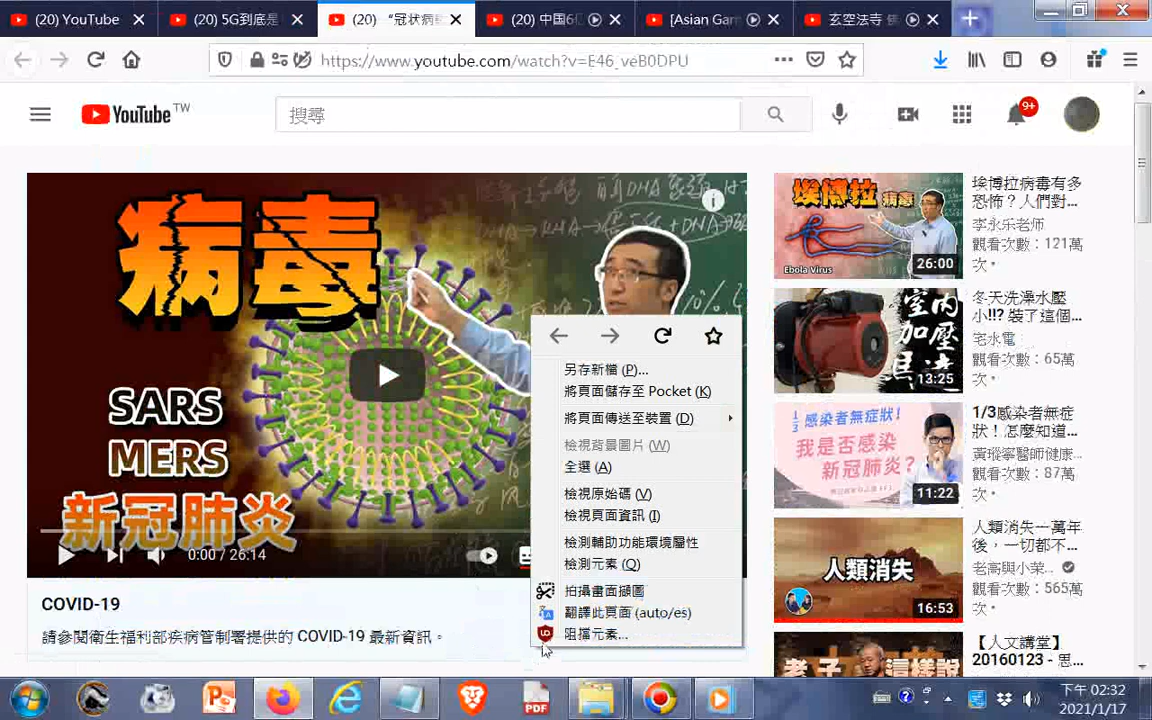 (20) YouTube
(20) 5G到底是
(20) “冠状病毒
(20) 中国6亿
[Asian Gam
玄空法寺 佛
https://www.youtube.com/watch?v=E46_veB0DPU
YouTube TW
搜尋
9+
病毒
SARS
MERS
新冠肺炎
0:00 / 26:14
COVID-19
請參閱衛生福利部疾病管制署提供的 COVID-19 最新資訊。
另存新檔 (P)...
將頁面儲存至 Pocket (K)
將頁面傳送至裝置 (D)
檢視背景圖片 (W)
全選 (A)
檢視原始碼 (V)
檢視頁面資訊 (I)
檢測輔助功能環境屬性
檢測元素 (Q)
拍攝畫面擷圖
翻譯此頁面 (auto/es)
阻擋元素...
埃博拉病毒
Ebola Virus
26:00
埃博拉病毒有多
恐怖？人們對...
李永乐老师
觀看次數：121萬
次。
室內
加壓
馬達
13:25
冬天洗澡水壓
小!!? 裝了這個...
宅水電
觀看次數：65萬
次。
感染者無症狀！
我是否感染
新冠肺炎？
11:22
1/3感染者無症
狀！怎麼知道...
黃瑽寧醫師健康...
觀看次數：87萬
次。
人類消失
16:53
人類消失一萬年
後，一切都不...
老高與小茉...
觀看次數：565萬
次。
老子這樣說
【人文講堂】
20160123 - 思...
PDF
下午 02:32
2021/1/17